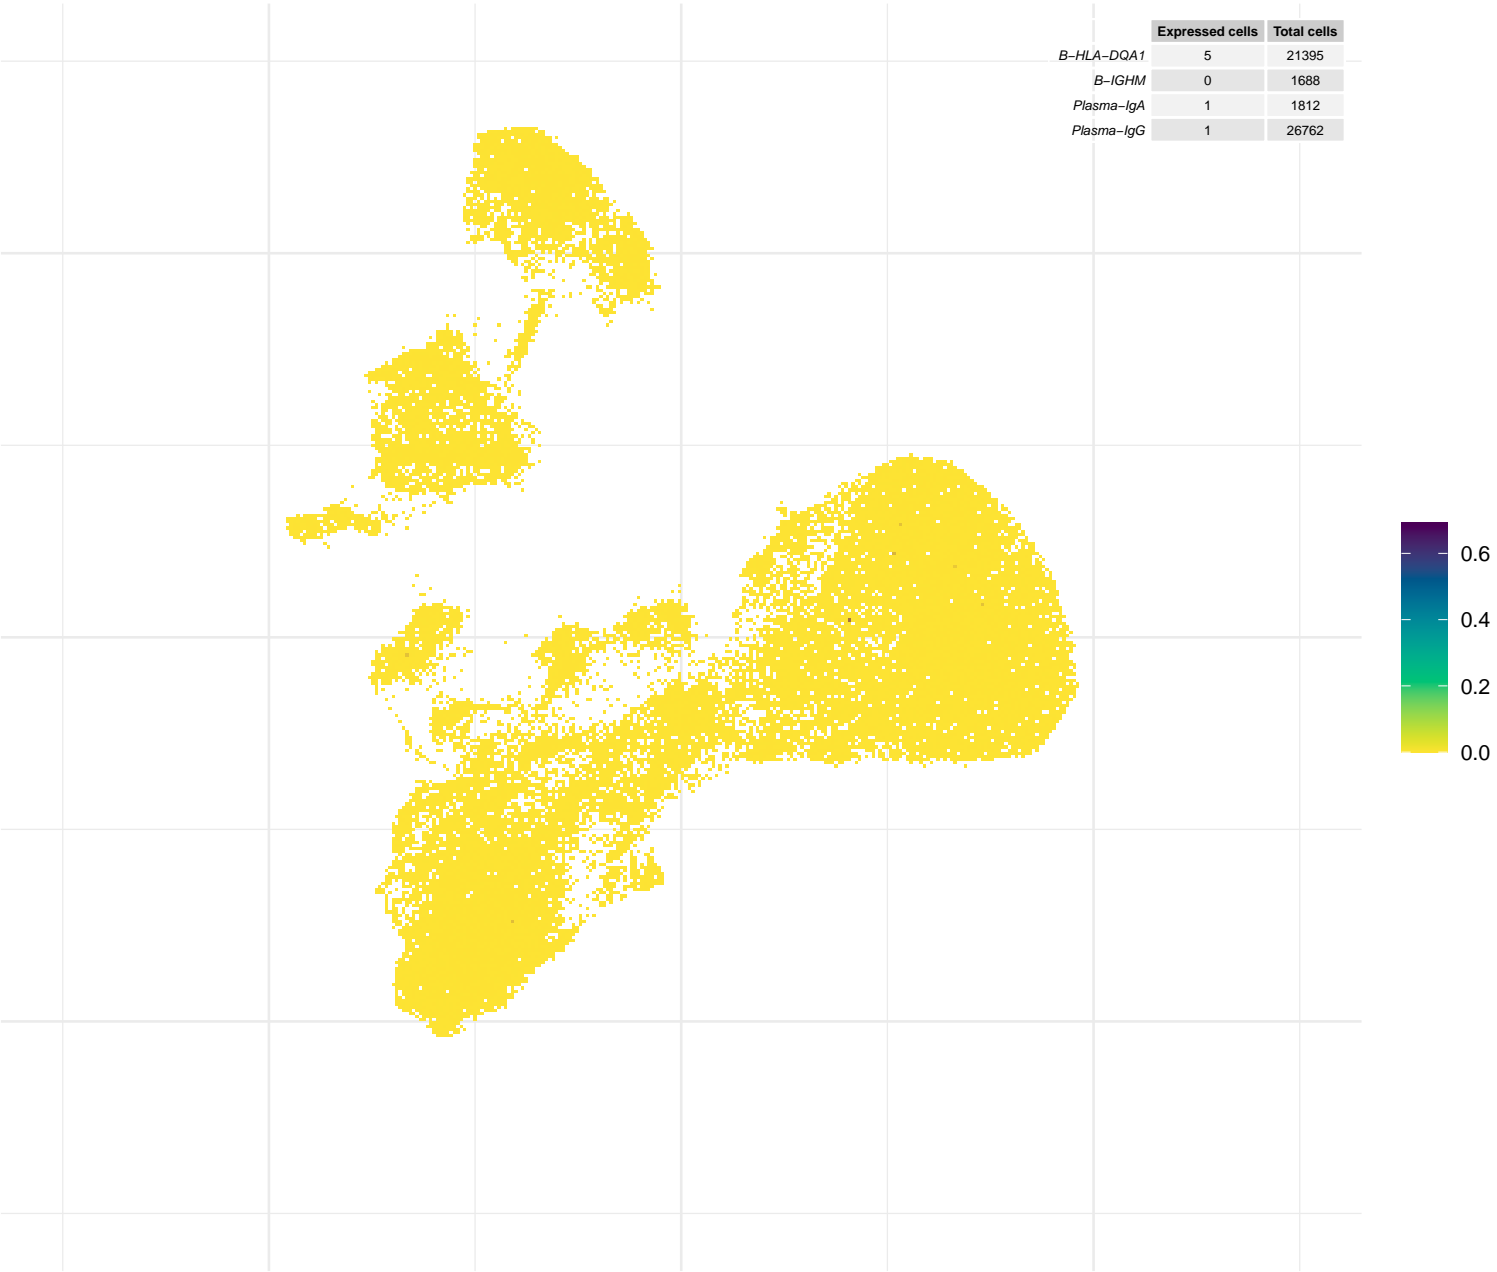 Expressed cells Total cells
B−HLA−DQA1 5 21395
B−IGHM 0 1688
Plasma−IgA 1 1812
Plasma−IgG 1 26762
0.6
0.4
0.2
0.0